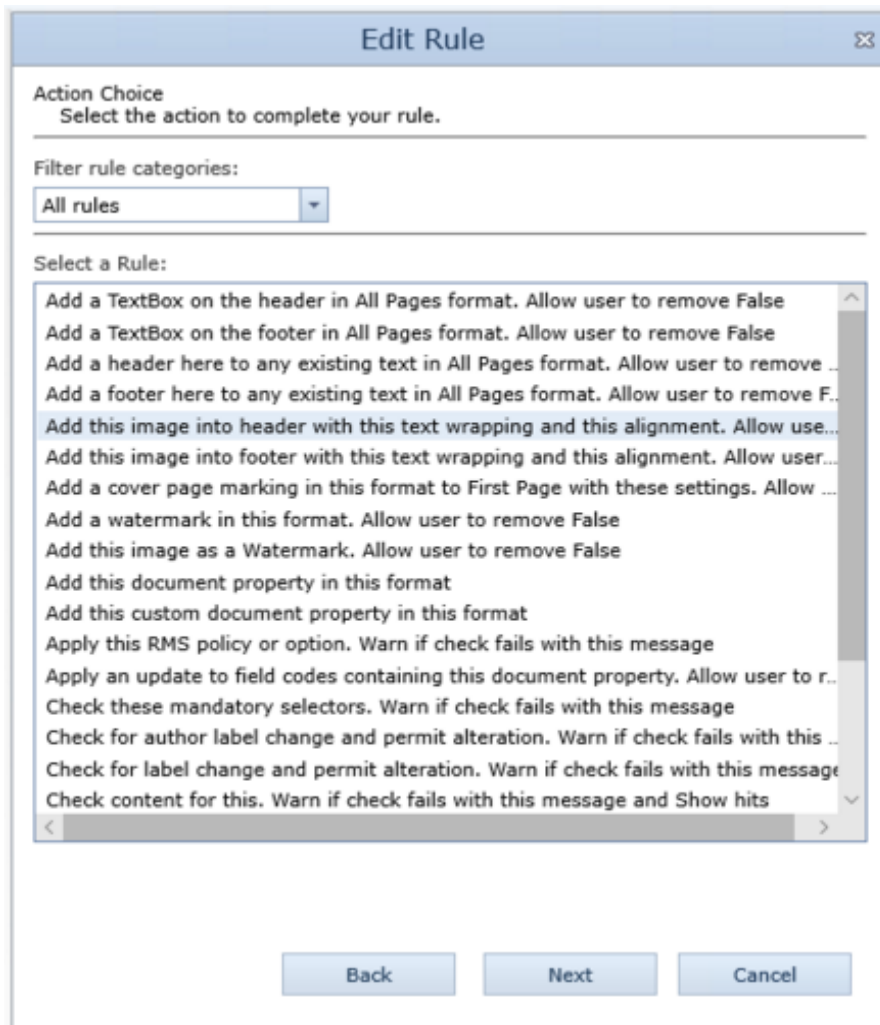 Edit Rule
Action Choice
Select the action to complete your rule.
Filter rule categories:
All rules
Select a Rule:
Add a TextBox on the header in All Pages format. Allow user to remove False
Add a TextBox on the footer in All Pages format. Allow user to remove False
Add a header here to any existing text in All Pages format. Allow user to remove ...
Add a footer here to any existing text in All Pages format. Allow user to remove F...
Add this image into header with this text wrapping and this alignment. Allow use...
Add this image into footer with this text wrapping and this alignment. Allow user...
Add a cover page marking in this format to First Page with these settings. Allow ...
Add a watermark in this format. Allow user to remove False
Add this image as a Watermark. Allow user to remove False
Add this document property in this format
Add this custom document property in this format
Apply this RMS policy or option. Warn if check fails with this message
Apply an update to field codes containing this document property. Allow user to r...
Check these mandatory selectors. Warn if check fails with this message
Check for author label change and permit alteration. Warn if check fails with this ...
Check for label change and permit alteration. Warn if check fails with this message
Check content for this. Warn if check fails with this message and Show hits
Back Next Cancel